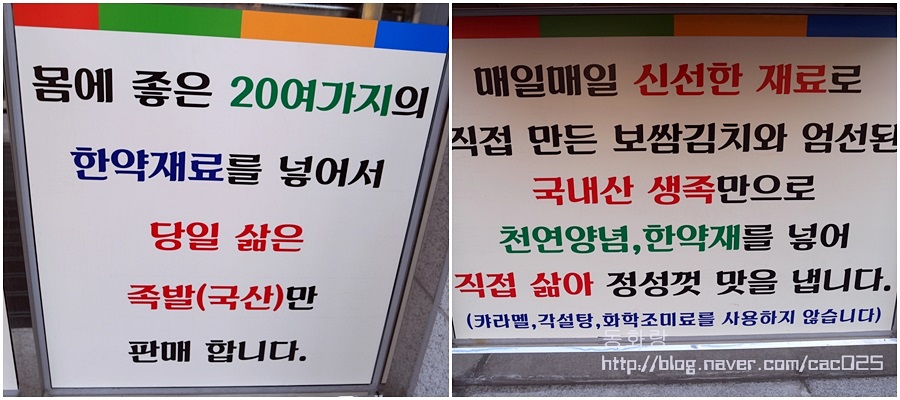 몸에 좋은 20여가지의
한약재료를 넣어서
당일 삶은
족발(국산)만
판매 합니다.
매일매일 신선한 재료로
직접 만든 보쌈김치와 엄선된
국내산 생족만으로
천연양념,한약재를 넣어
직접 삶아 정성껏 맛을 냅니다.
(캬라멜,각설탕,화학조미료를 사용하지 않습니다)
동화랑
http://blog.naver.com/cac025